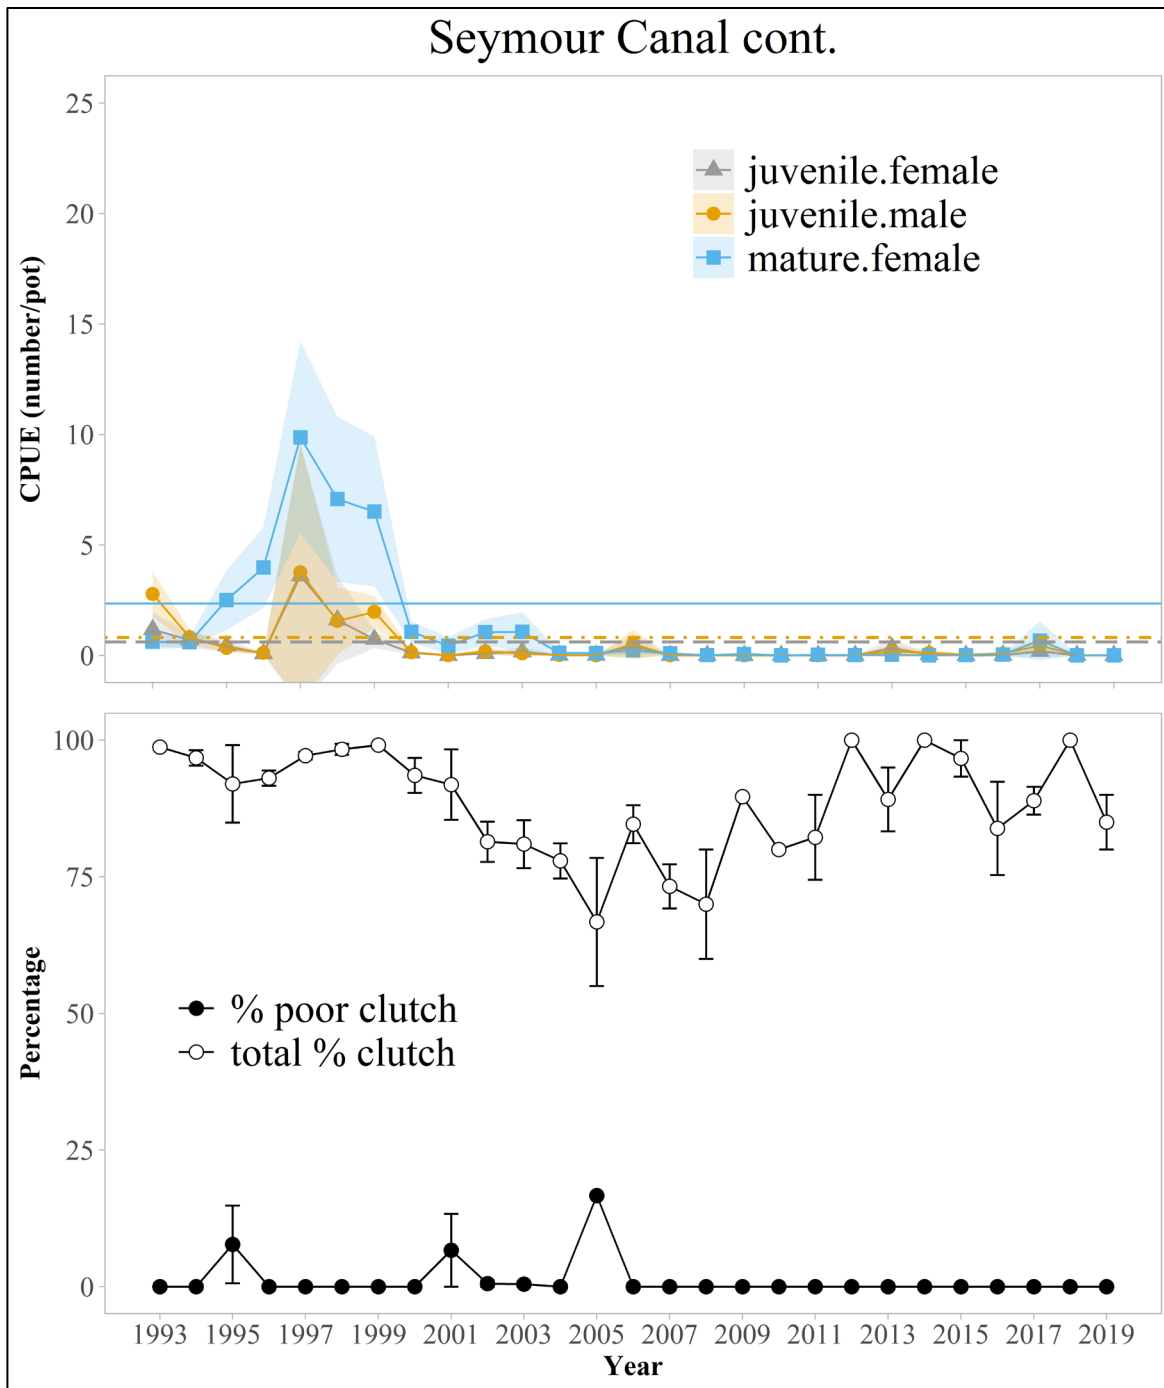 Seymour Canal cont.
CPUE (number/pot)
25
20
15
10
5
0
juvenile.female
juvenile.male
mature.female
Percentage
100
75
50
25
0
% poor clutch
total % clutch
1993 1995 1997 1999 2001 2003 2005 2007 2009 2011 2013 2015 2017 2019
Year